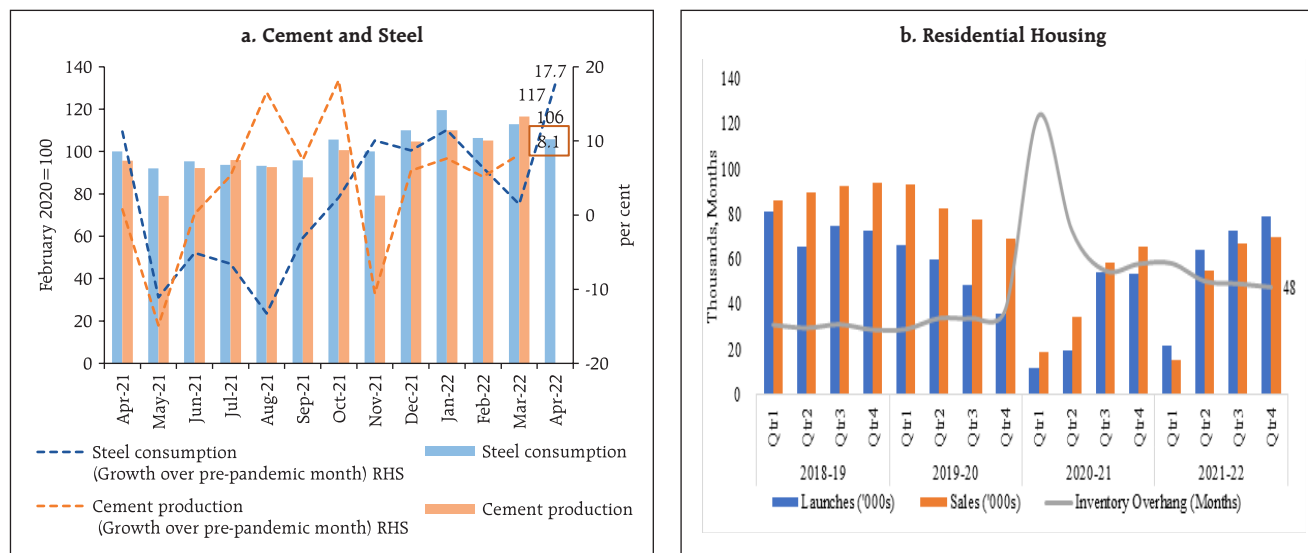 a. Cement and Steel
140
120
100
80
60
40
20
0
February 2020=100
20
10
0
-10
-20
per cent
17.7
117
106
8.1
Apr-21
May-21
Jun-21
Jul-21
Aug-21
Sep-21
Oct-21
Nov-21
Dec-21
Jan-22
Feb-22
Mar-22
Apr-22
Steel consumption
(Growth over pre-pandemic month) RHS
Steel consumption
Cement production
(Growth over pre-pandemic month) RHS
Cement production
b. Residential Housing
140
120
100
80
60
40
20
0
Thousands, Months
48
Qtr1
Qtr2
Qtr3
Qtr4
Qtr1
Qtr2
Qtr3
Qtr4
Qtr1
Qtr2
Qtr3
Qtr4
Qtr1
Qtr2
Qtr3
Qtr4
2018-19
2019-20
2020-21
2021-22
Launches ('000s)
Sales ('000s)
Inventory Overhang (Months)